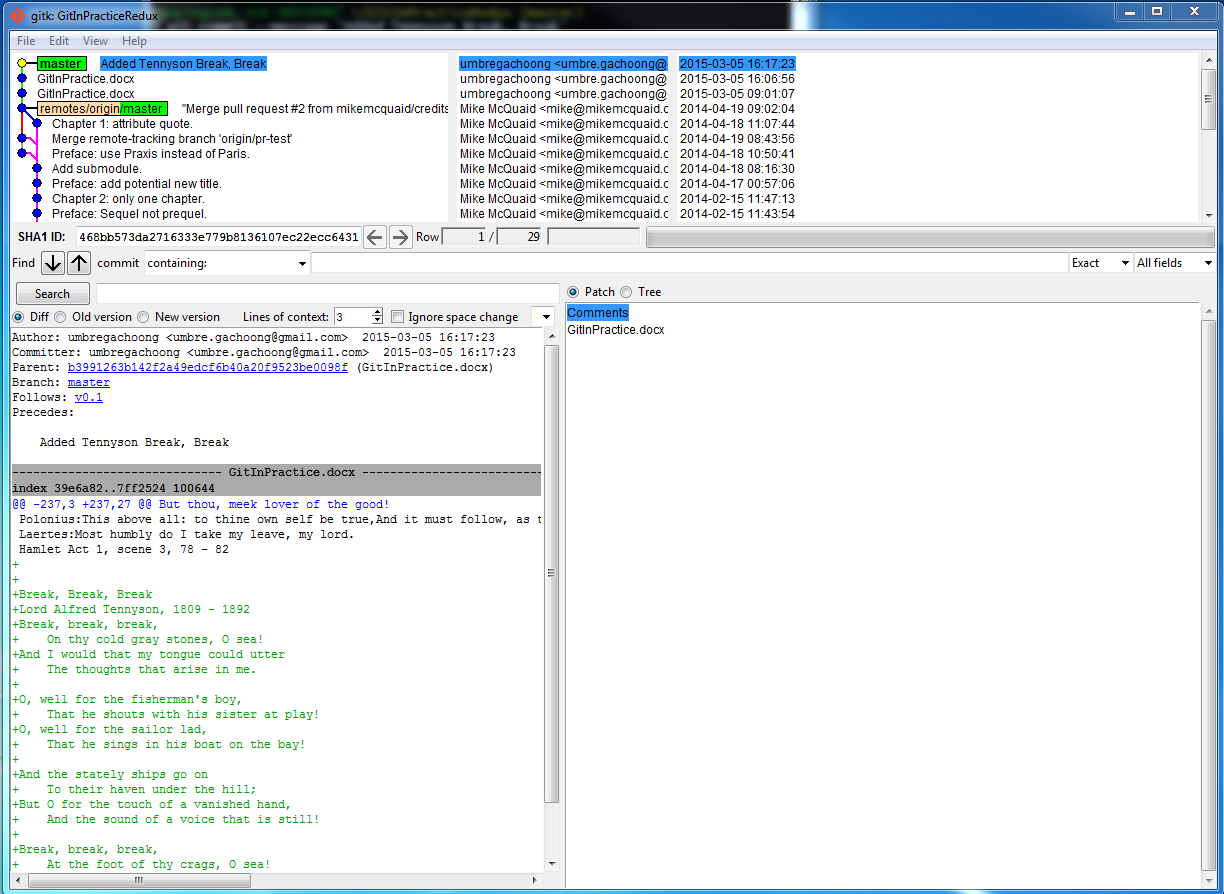 gitk: GitInPracticeRedux
File Edit View Help
master Added Tennyson Break, Break umbregachoong <umbre.gachoong@ 2015-03-05 16:17:23
GitInPractice.docx umbregachoong <umbre.gachoong@ 2015-03-05 16:06:56
GitInPractice.docx umbregachoong <umbre.gachoong@ 2015-03-05 09:01:07
remotes/origin/master "Merge pull request #2 from mikemcquaid/credits Mike McQuaid <mike@mikemcquaid.c 2014-04-19 09:02:04
Chapter 1: attribute quote. Mike McQuaid <mike@mikemcquaid.c 2014-04-18 11:07:44
Merge remote-tracking branch 'origin/pr-test' Mike McQuaid <mike@mikemcquaid.c 2014-04-19 08:43:56
Preface: use Praxis instead of Paris. Mike McQuaid <mike@mikemcquaid.c 2014-04-18 10:50:41
Add submodule. Mike McQuaid <mike@mikemcquaid.c 2014-04-18 08:16:30
Preface: add potential new title. Mike McQuaid <mike@mikemcquaid.c 2014-04-17 00:57:06
Chapter 2: only one chapter. Mike McQuaid <mike@mikemcquaid.c 2014-02-15 11:47:13
Preface: Sequel not prequel. Mike McQuaid <mike@mikemcquaid.c 2014-02-15 11:43:54
SHA1 ID: 468bb573da2716333e779b8136107ec22ecc6431 Row 1 / 29
Find commit containing: Exact All fields
Search
Diff Old version New version Lines of context: 3 Ignore space change
Author: umbregachoong <umbre.gachoong@gmail.com> 2015-03-05 16:17:23
Committer: umbregachoong <umbre.gachoong@gmail.com> 2015-03-05 16:17:23
Parent: b3991263b142f2a49edcf6b40a20f9523be0098f (GitInPractice.docx)
Branch: master
Follows: v0.1
Precedes:
Added Tennyson Break, Break
------------------------------ GitInPractice.docx --------------------------
index 39e6a82..7ff2524 100644
@@ -237,3 +237,27 @@ But thou, meek lover of the good!
Polonius:This above all: to thine own self be true,And it must follow, as t
Laertes:Most humbly do I take my leave, my lord.
Hamlet Act 1, scene 3, 78 - 82
+
+
+Break, Break, Break
+Lord Alfred Tennyson, 1809 - 1892
+Break, break, break,
+    On thy cold gray stones, O sea!
+And I would that my tongue could utter
+    The thoughts that arise in me.
+
+O, well for the fisherman's boy,
+    That he shouts with his sister at play!
+O, well for the sailor lad,
+    That he sings in his boat on the bay!
+
+And the stately ships go on
+    To their haven under the hill;
+But O for the touch of a vanished hand,
+    And the sound of a voice that is still!
+
+Break, break, break,
+    At the foot of thy crags, O sea!
Patch Tree
Comments
GitInPractice.docx